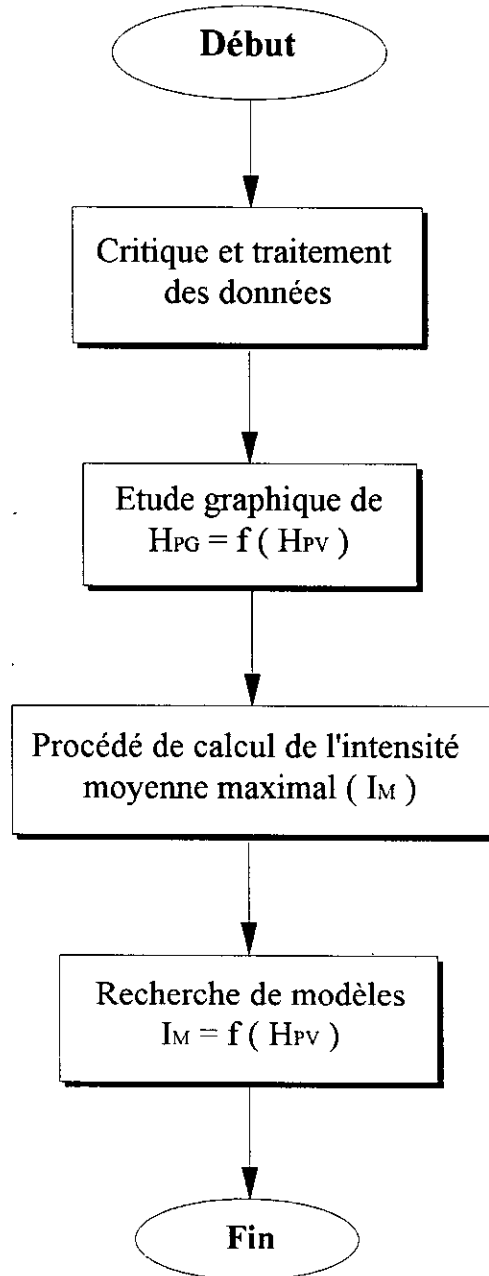 Début
Critique et traitement
des données
Etude graphique de
HPG = f ( HPV )
Procédé de calcul de l'intensité
moyenne maximal ( IM )
Recherche de modèles
IM = f ( HPV )
Fin